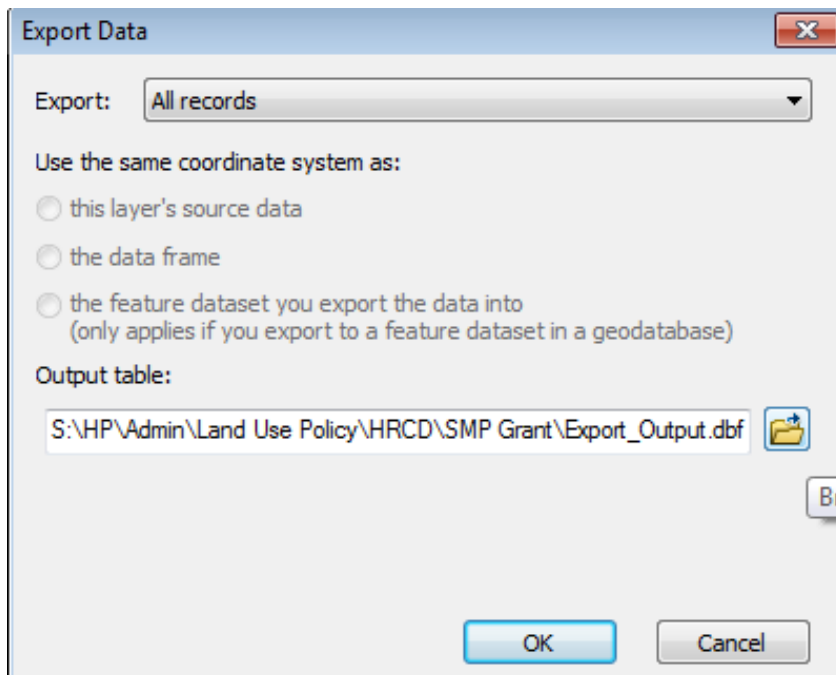 Export Data
Export: All records
Use the same coordinate system as:
this layer's source data
the data frame
the feature dataset you export the data into
(only applies if you export to a feature dataset in a geodatabase)
Output table:
S:\HP\Admin\Land Use Policy\HRCD\SMP Grant\Export_Output.dbf
OK Cancel